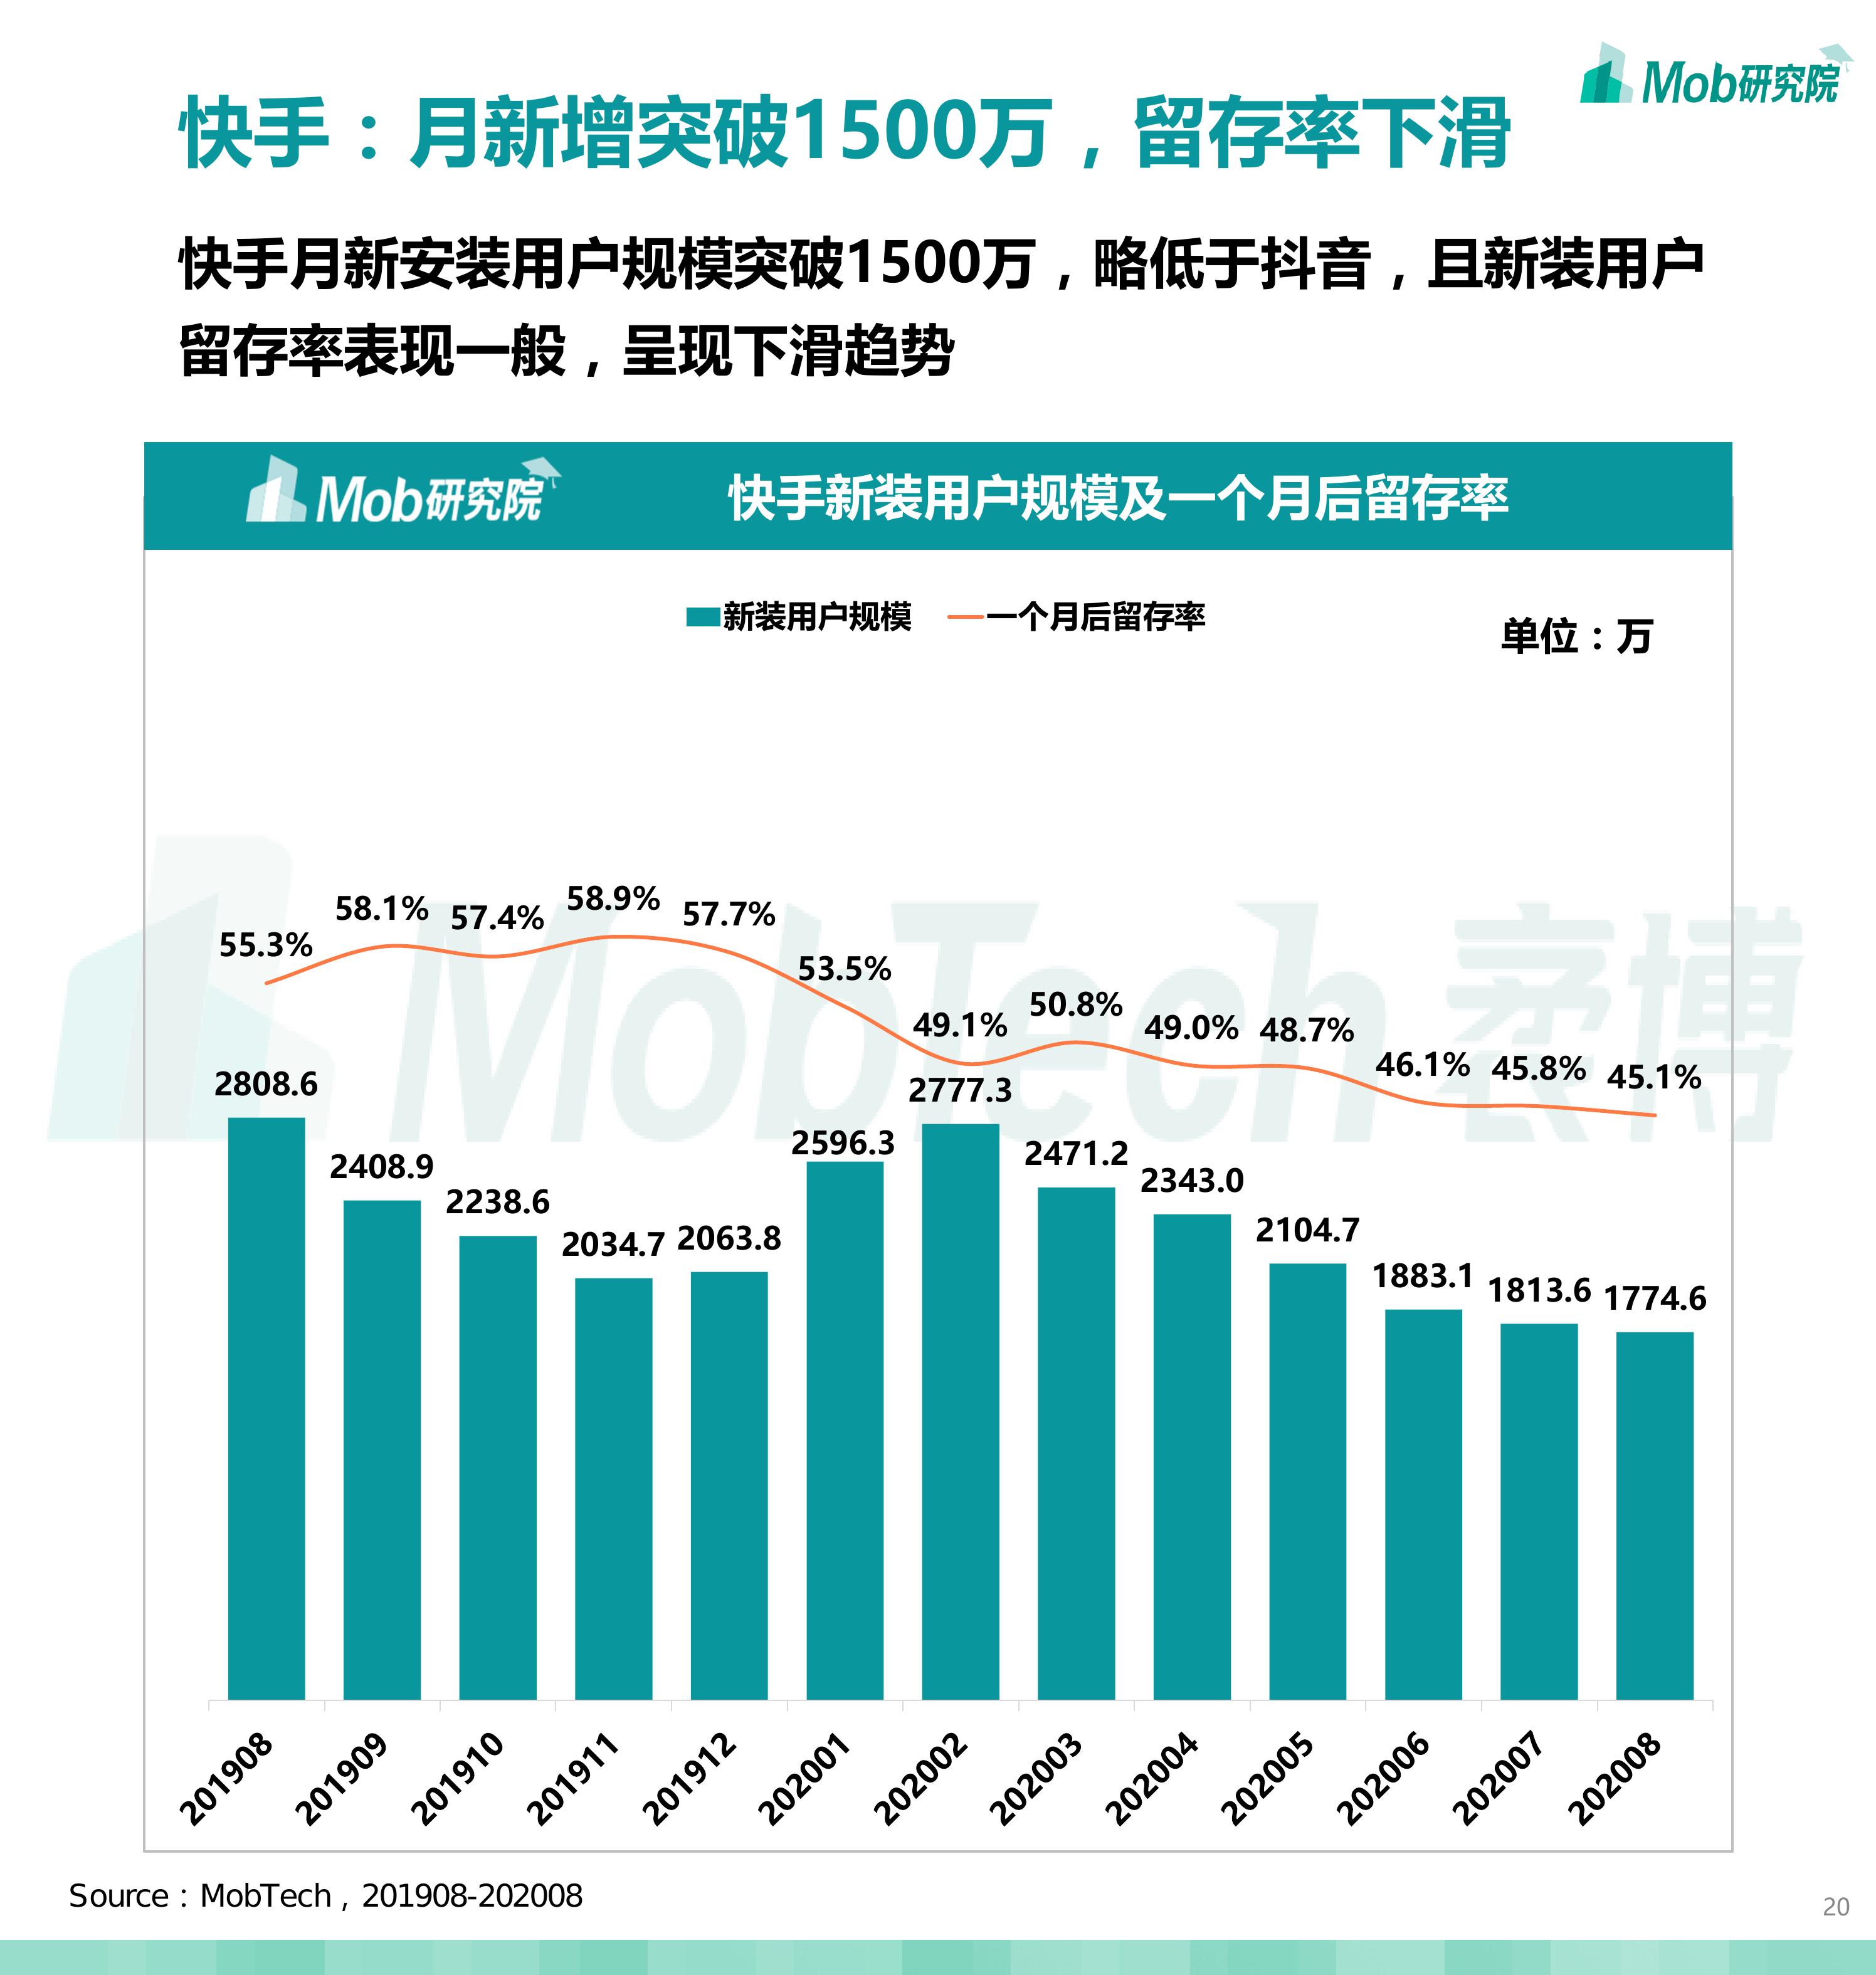 Mob研究院
快手：月新增突破1500万，留存率下滑
快手月新安装用户规模突破1500万，略低于抖音，且新装用户
留存率表现一般，呈现下滑趋势
Mob研究院 快手新装用户规模及一个月后留存率
新装用户规模 一个月后留存率
单位：万
MobTech 袤博
55.3% 58.1% 57.4% 58.9% 57.7% 53.5% 49.1% 50.8% 49.0% 48.7% 46.1% 45.8% 45.1%
2808.6 2408.9 2238.6 2034.7 2063.8 2596.3 2777.3 2471.2 2343.0 2104.7 1883.1 1813.6 1774.6
201908 201909 201910 201911 201912 202001 202002 202003 202004 202005 202006 202007 202008
Source：MobTech，201908-202008
20